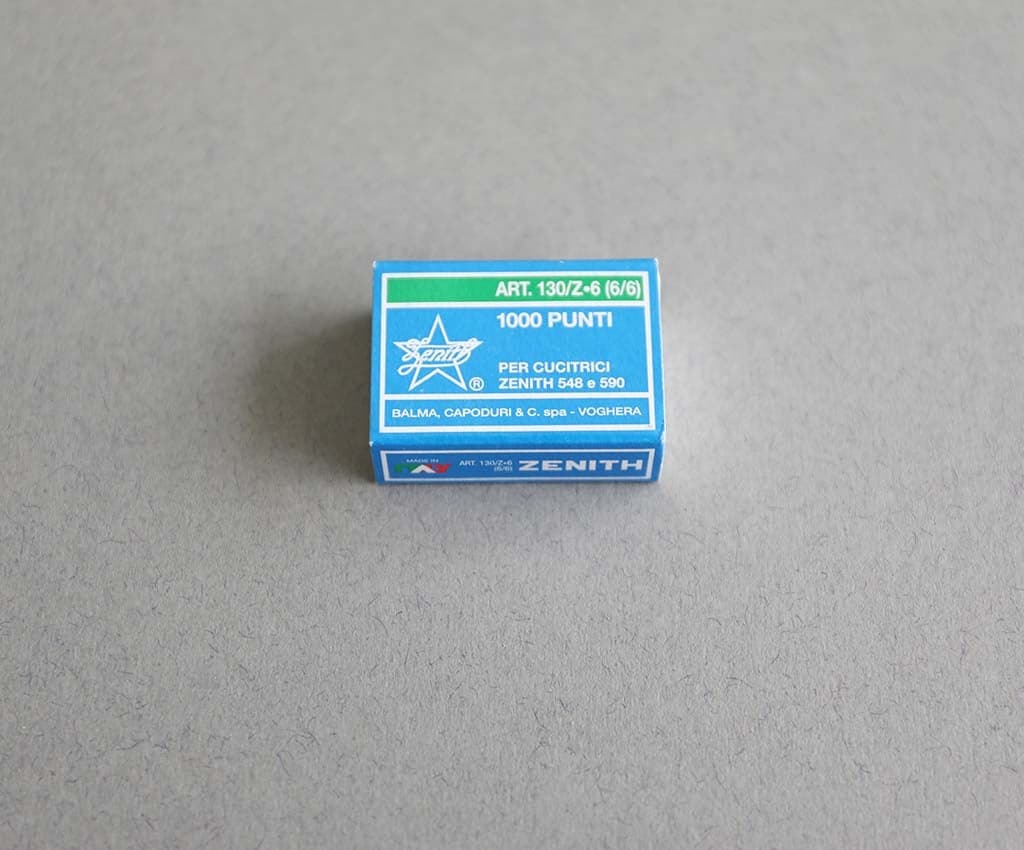 ART. 130/Z-6 (6/6)
1000 PUNTI
Zenith
®
PER CUCITRICI
ZENITH 548 e 590
BALMA, CAPODURI & C. spa - VOGHERA
MADE IN
ITALY
ART. 130/Z-6
(6/6)
ZENITH